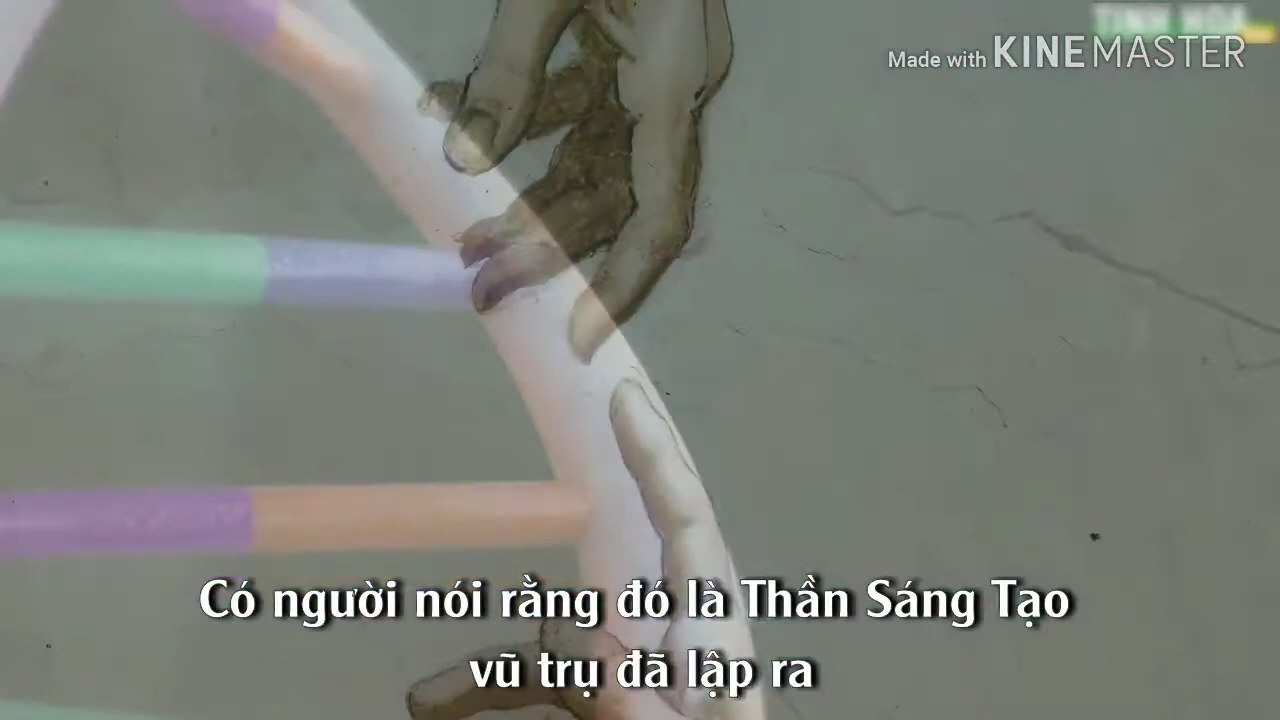 Made with KINEMASTER
Có người nói rằng đó là Thần Sáng Tạo
vũ trụ đã lập ra